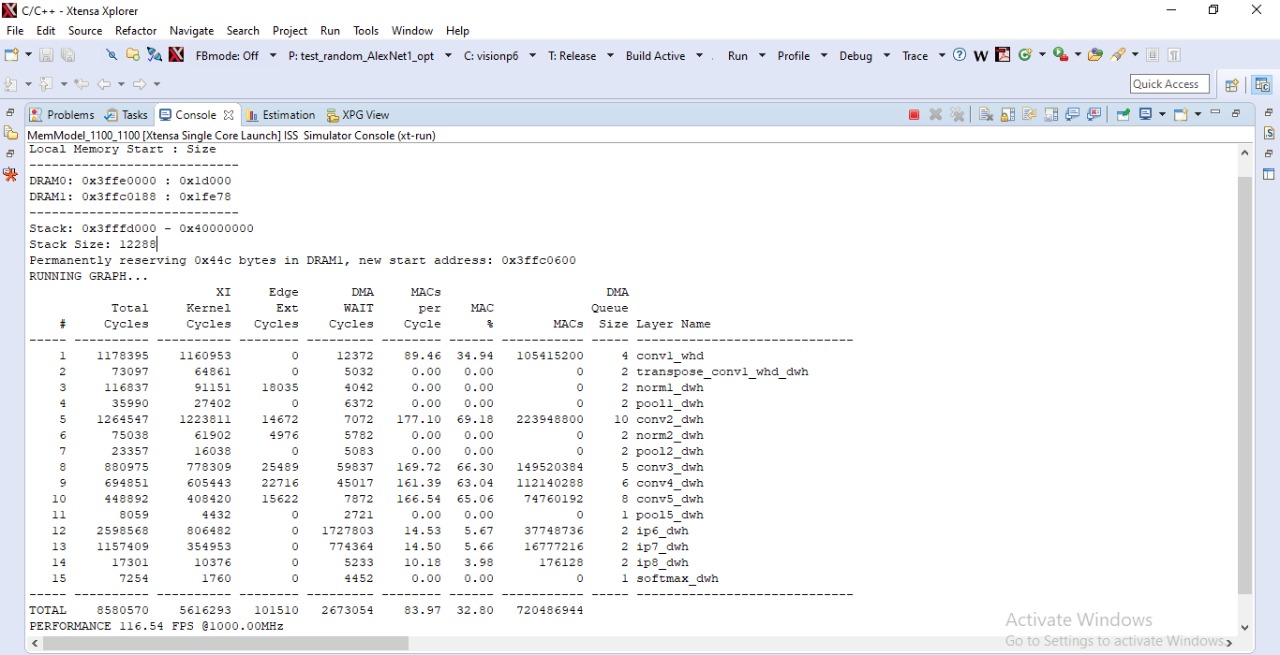 C/C++ - Xtensa Xplorer
File Edit Source Refactor Navigate Search Project Run Tools Window Help
FBmode: Off P: test_random_AlexNet1_opt C: visionp6 T: Release Build Active Run Profile Debug Trace
Quick Access
Problems Tasks Console Estimation XPG View
MemModel_1100_1100 [Xtensa Single Core Launch] ISS Simulator Console (xt-run)
Local Memory Start : Size
----------------------------
DRAM0: 0x3ffe0000 : 0x1d000
DRAM1: 0x3ffc0188 : 0x1fe78
----------------------------
Stack: 0x3fffd000 - 0x40000000
Stack Size: 12288
Permanently reserving 0x44c bytes in DRAM1, new start address: 0x3ffc0600
RUNNING GRAPH...
XI Edge DMA MACs DMA
Total Kernel Ext WAIT per MAC Queue
# Cycles Cycles Cycles Cycles Cycle % MACs Size Layer Name
----- ---------- ---------- -------- --------- -------- ------ ----------- ----- -----------------------------
1 1178395 1160953 0 12372 89.46 34.94 105415200 4 conv1_whd
2 73097 64861 0 5032 0.00 0.00 0 2 transpose_conv1_whd_dwh
3 116837 91151 18035 4042 0.00 0.00 0 2 norm1_dwh
4 35990 27402 0 6372 0.00 0.00 0 2 pool1_dwh
5 1264547 1223811 14672 7072 177.10 69.18 223948800 10 conv2_dwh
6 75038 61902 4976 5782 0.00 0.00 0 2 norm2_dwh
7 23357 16038 0 5083 0.00 0.00 0 2 pool2_dwh
8 880975 778309 25489 59837 169.72 66.30 149520384 5 conv3_dwh
9 694851 605443 22716 45017 161.39 63.04 112140288 6 conv4_dwh
10 448892 408420 15622 7872 166.54 65.06 74760192 8 conv5_dwh
11 8059 4432 0 2721 0.00 0.00 0 1 pool5_dwh
12 2598568 806482 0 1727803 14.53 5.67 37748736 2 ip6_dwh
13 1157409 354953 0 774364 14.50 5.66 16777216 2 ip7_dwh
14 17301 10376 0 5233 10.18 3.98 176128 2 ip8_dwh
15 7254 1760 0 4452 0.00 0.00 0 1 softmax_dwh
----- ---------- ---------- -------- --------- -------- ------ ----------- ----- -----------------------------
TOTAL 8580570 5616293 101510 2673054 83.97 32.80 720486944
PERFORMANCE 116.54 FPS @1000.00MHz
Activate Windows
Go to Settings to activate Windows.